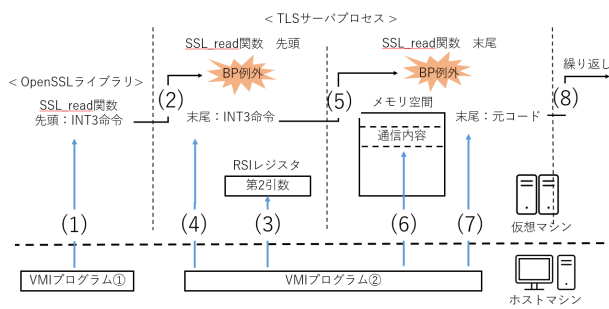 < TLSサーバプロセス >
SSL_read関数 先頭
SSL_read関数 末尾
BP例外
BP例外
繰り返し
< OpenSSLライブラリ>
(2)
(5)
(8)
SSL_read関数
先頭：INT3命令
末尾：INT3命令
メモリ空間
通信内容
末尾：元コード
RSIレジスタ
第2引数
(1)
(4)
(3)
(6)
(7)
仮想マシン
VMIプログラム①
VMIプログラム②
ホストマシン